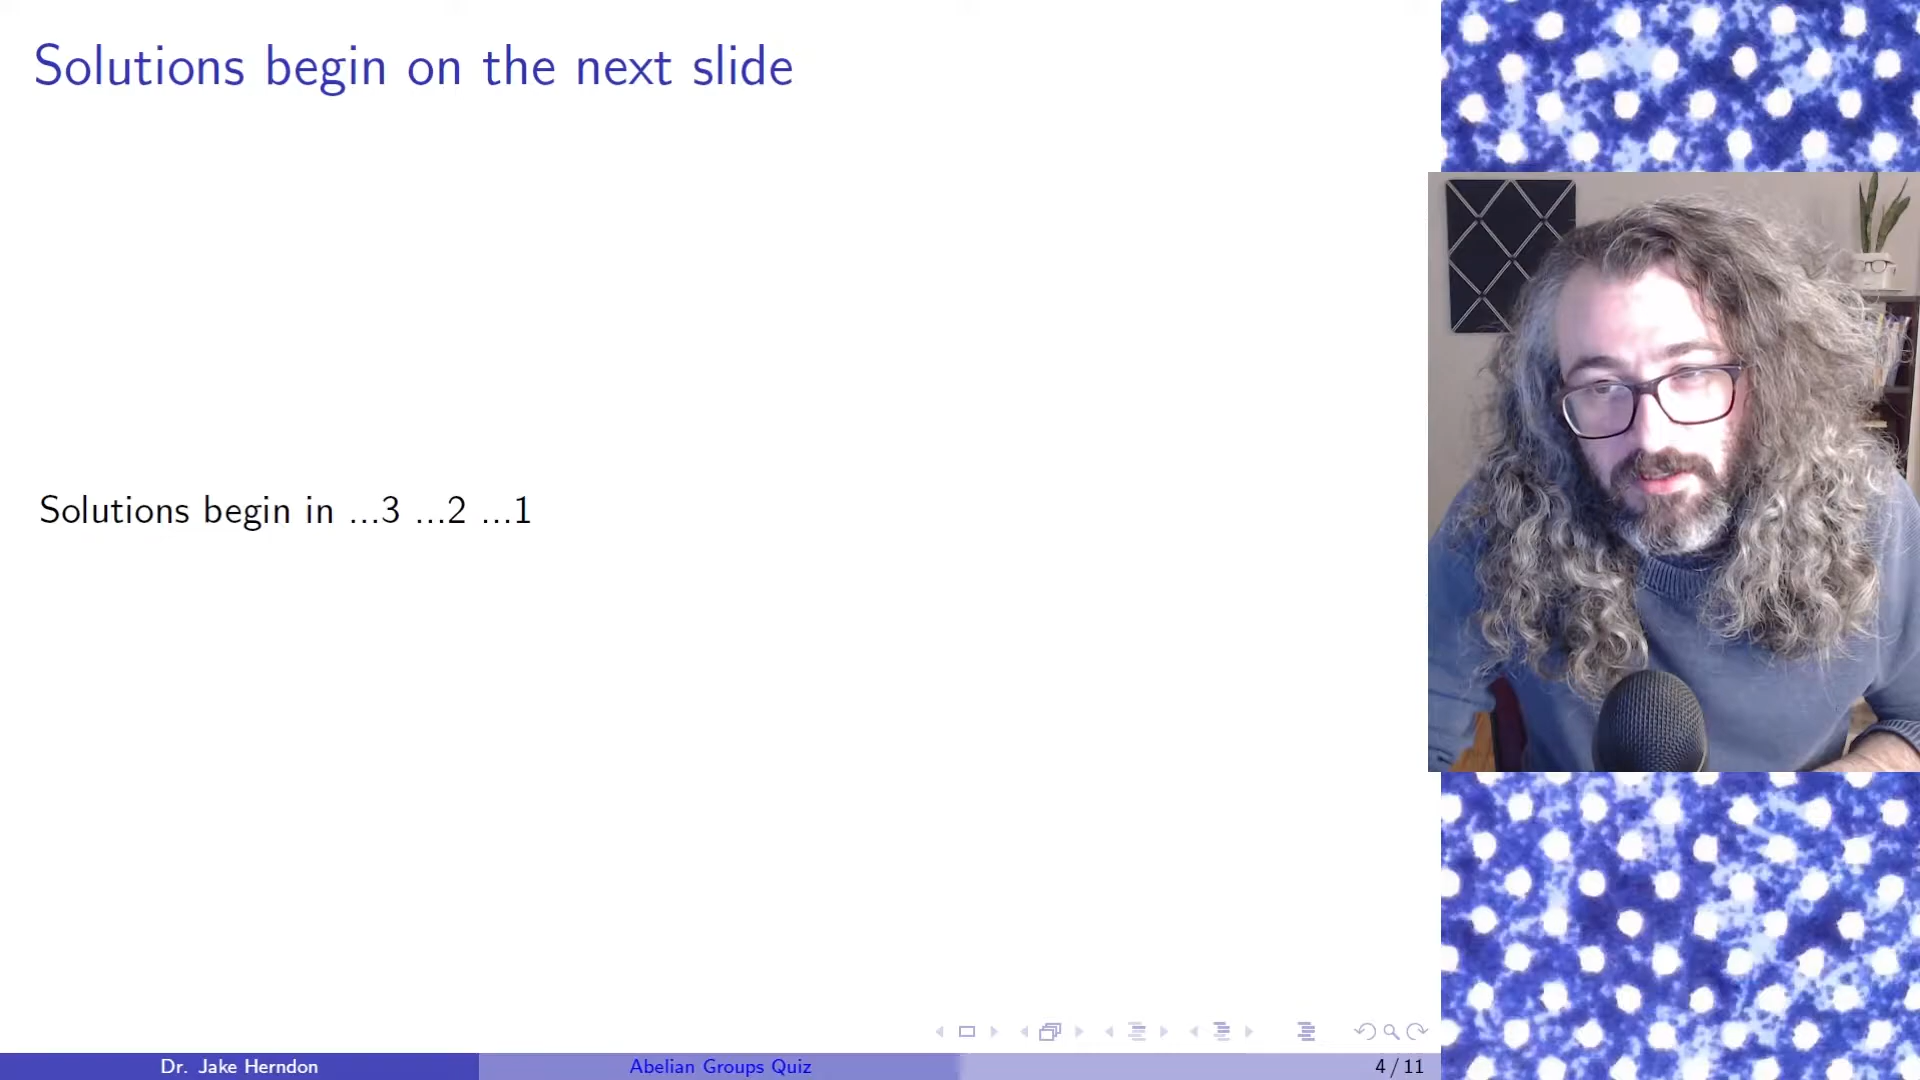 Solutions begin on the next slide
Solutions begin in ...3 ...2 ...1
Dr. Jake Herndon
Abelian Groups Quiz
4 / 11